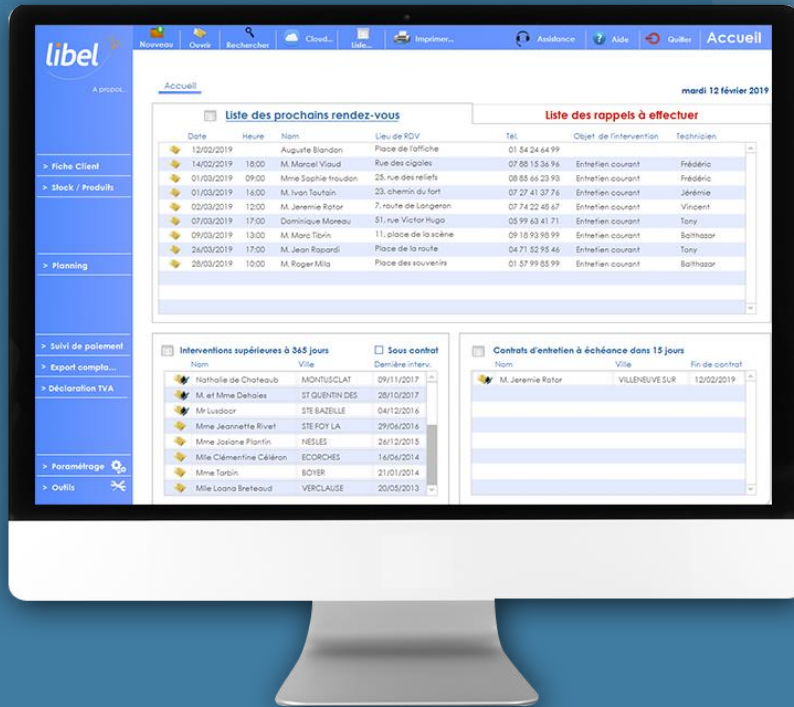 libel
A propos...
Nouveau Ouvrir Rechercher Cloud... Liste... Imprimer... Assistance Aide Quitter Accueil
Accueil mardi 12 février 2019
Liste des prochains rendez-vous Liste des rappels à effectuer
Date Heure Nom Lieu de RDV Tél. Objet de l'intervention Technicien
12/02/2019 Auguste Blandon Place de l'affiche 01 54 24 64 99
14/02/2019 18:00 M. Marcel Viaud Rue des cigales 07 88 15 36 96 Entretien courant Frédéric
01/03/2019 09:00 Mme Sophie troudon 25, rue des reliefs 08 85 66 23 93 Entretien courant Frédéric
01/03/2019 16:00 M. Ivan Tautain 23, chemin du fort 07 27 41 37 76 Entretien courant Jérémie
02/03/2019 12:00 M. Jeremie Rotor 7, route de Longeron 07 74 22 48 67 Entretien courant Vincent
07/03/2019 17:00 Dominique Moreau 51, rue Victor Hugo 05 99 63 41 71 Entretien courant Tony
09/03/2019 13:00 M. Marc Tibrin 11, place de la scène 09 18 93 98 99 Entretien courant Balthazar
26/03/2019 17:00 M. Jean Rapardi Place de la route 04 71 52 95 46 Entretien courant Tony
28/03/2019 10:00 M. Roger Mila Place des souvenirs 01 57 99 85 99 Entretien courant Balthazar
> Fiche Client
> Stock / Produits
> Planning
> Suivi de paiement
> Export compta...
> Déclaration TVA
> Paramétrage
> Outils
Interventions supérieures à 365 jours Sous contrat
Nom Ville Dernière interv.
Nathalie de Chateaub MONTUSCLAT 09/11/2017
M. et Mme Dehaies ST QUENTIN DES 28/10/2017
Mr Lusdoor STE BAZEILLE 04/12/2016
Mme Jeannette Rivet STE FOY LA 29/06/2016
Mme Josiane Plantin NESLES 26/12/2015
Mlle Clémentine Céléron ECORCHES 16/06/2014
Mme Tarbin BOYER 21/01/2014
Mlle Loana Breteaud VERCLAUSE 20/05/2013
Contrats d'entretien à échéance dans 15 jours
Nom Ville Fin de contrat
M. Jeremie Rotor VILLENEUVE SUR 12/02/2019